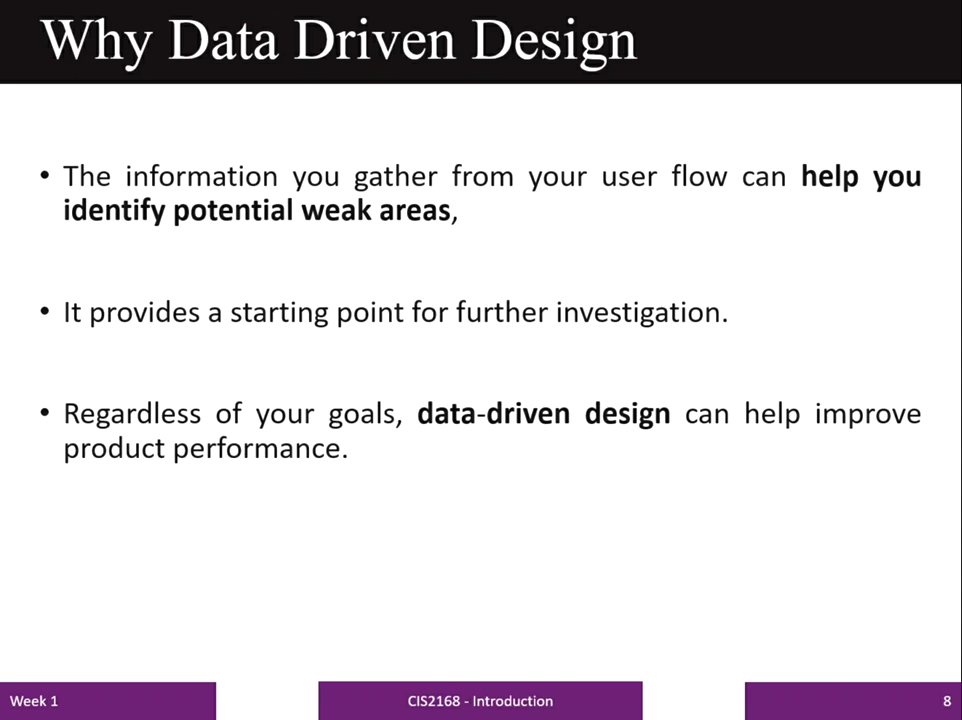 Why Data Driven Design
• The information you gather from your user flow can help you
identify potential weak areas,
• It provides a starting point for further investigation.
• Regardless of your goals, data-driven design can help improve
product performance.
Week 1
CIS2168 - Introduction
8